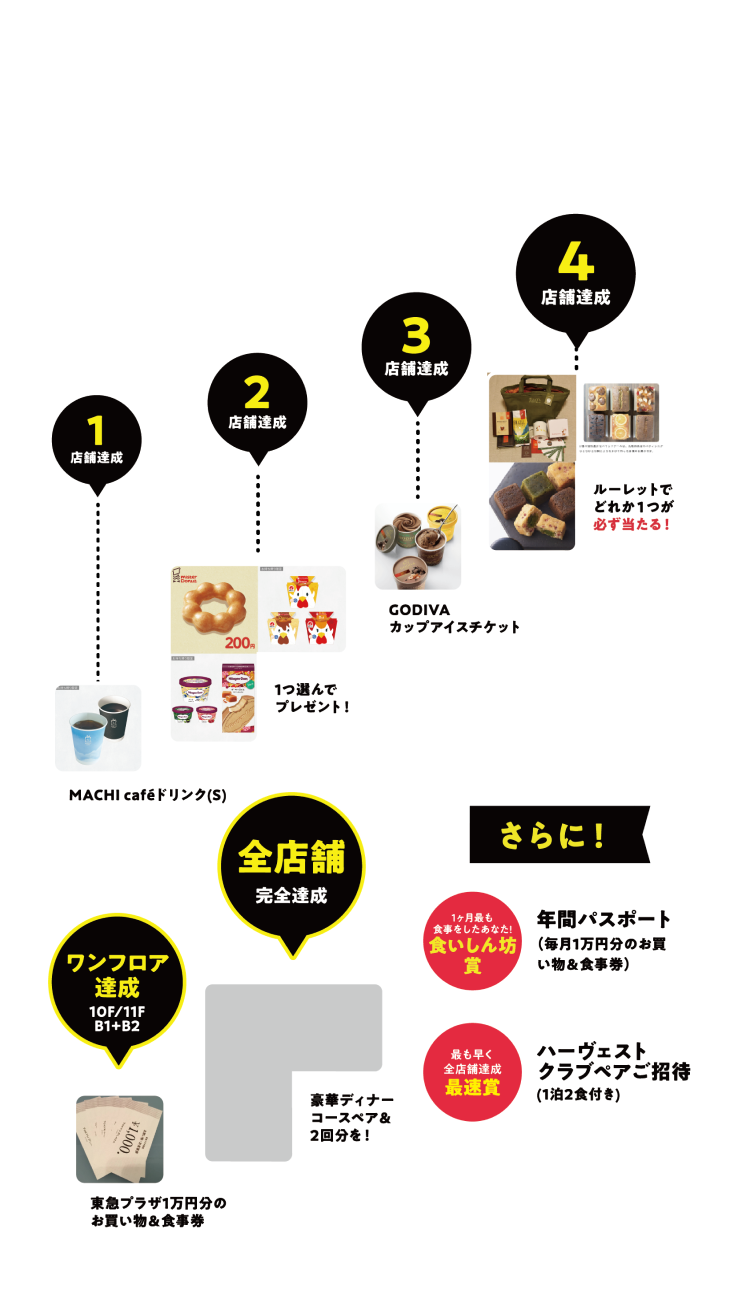 4
店舗達成
3
店舗達成
2
店舗達成
1
店舗達成
ルーレットで
どれか1つが
必ず当たる!
GODIVA
カップアイスチケット
mister Donut
200円
1つ選んで
プレゼント!
MACHI caféドリンク(S)
全店舗
完全達成
さらに!
1ヶ月最も
食事をしたあなた!
食いしん坊
賞
年間パスポート
(毎月1万円分のお買
い物&食事券)
ワンフロア
達成
10F/11F
B1+B2
最も早く
全店舗達成
最速賞
ハーヴェスト
クラブペアご招待
(1泊2食付き)
豪華ディナー
コースペア&
2回分を!
¥1,000.
東急プラザ1万円分の
お買い物&食事券